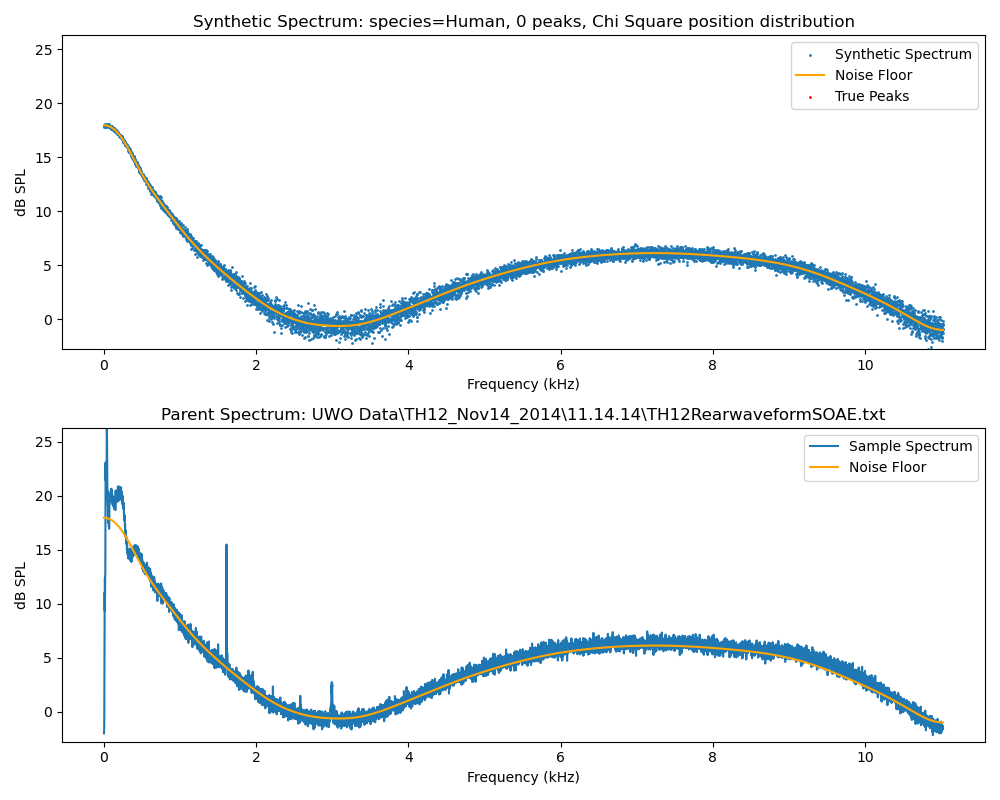 Synthetic Spectrum: species=Human, 0 peaks, Chi Square position distribution
25
20
15
10
5
0
dB SPL
Synthetic Spectrum
Noise Floor
True Peaks
0 2 4 6 8 10
Frequency (kHz)
Parent Spectrum: UWO Data\TH12_Nov14_2014\11.14.14\TH12RearwaveformSOAE.txt
25
20
15
10
5
0
dB SPL
Sample Spectrum
Noise Floor
0 2 4 6 8 10
Frequency (kHz)